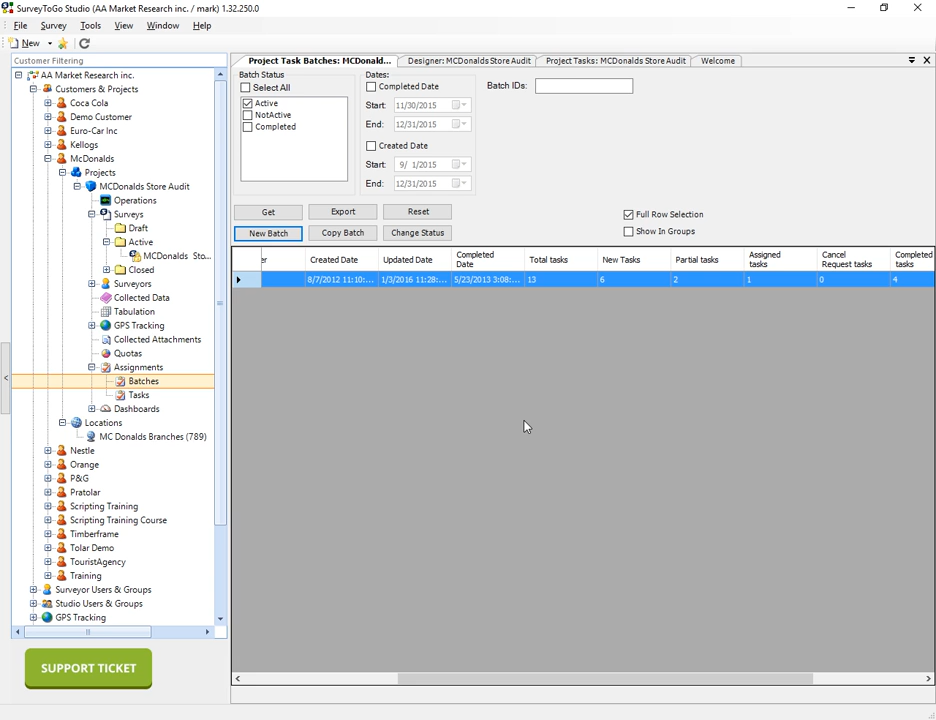 SurveyToGo Studio (AA Market Research inc. / mark) 1.32.250.0
File Survey Tools View Window Help
New
Customer Filtering
AA Market Research inc.
Customers & Projects
Coca Cola
Demo Customer
Euro-Car Inc
Kellogs
McDonalds
Projects
MCDonalds Store Audit
Operations
Surveys
Draft
Active
MCDonalds Sto...
Closed
Surveyors
Collected Data
Tabulation
GPS Tracking
Collected Attachments
Quotas
Assignments
Batches
Tasks
Dashboards
Locations
MC Donalds Branches (789)
Nestle
Orange
P&G
Pratolar
Scripting Training
Scripting Training Course
Timberframe
Tolar Demo
TouristAgency
Training
Surveyor Users & Groups
Studio Users & Groups
GPS Tracking
SUPPORT TICKET
Project Task Batches: MCDonald... Designer: MCDonaldsStore Audit Project Tasks: MCDonalds Store Audit Welcome
Batch Status
Select All
Active
NotActive
Completed
Dates:
Completed Date
Start: 11/30/2015
End: 12/31/2015
Created Date
Start: 9/ 1/2015
End: 12/31/2015
Batch IDs:
Get Export Reset
New Batch Copy Batch Change Status
Full Row Selection
Show In Groups
er Created Date Updated Date Completed Date Total tasks New Tasks Partial tasks Assigned tasks Cancel Request tasks Completed tasks
8/7/2012 11:10:... 1/3/2016 11:28:... 5/23/2013 3:08:... 13 6 2 1 0 4